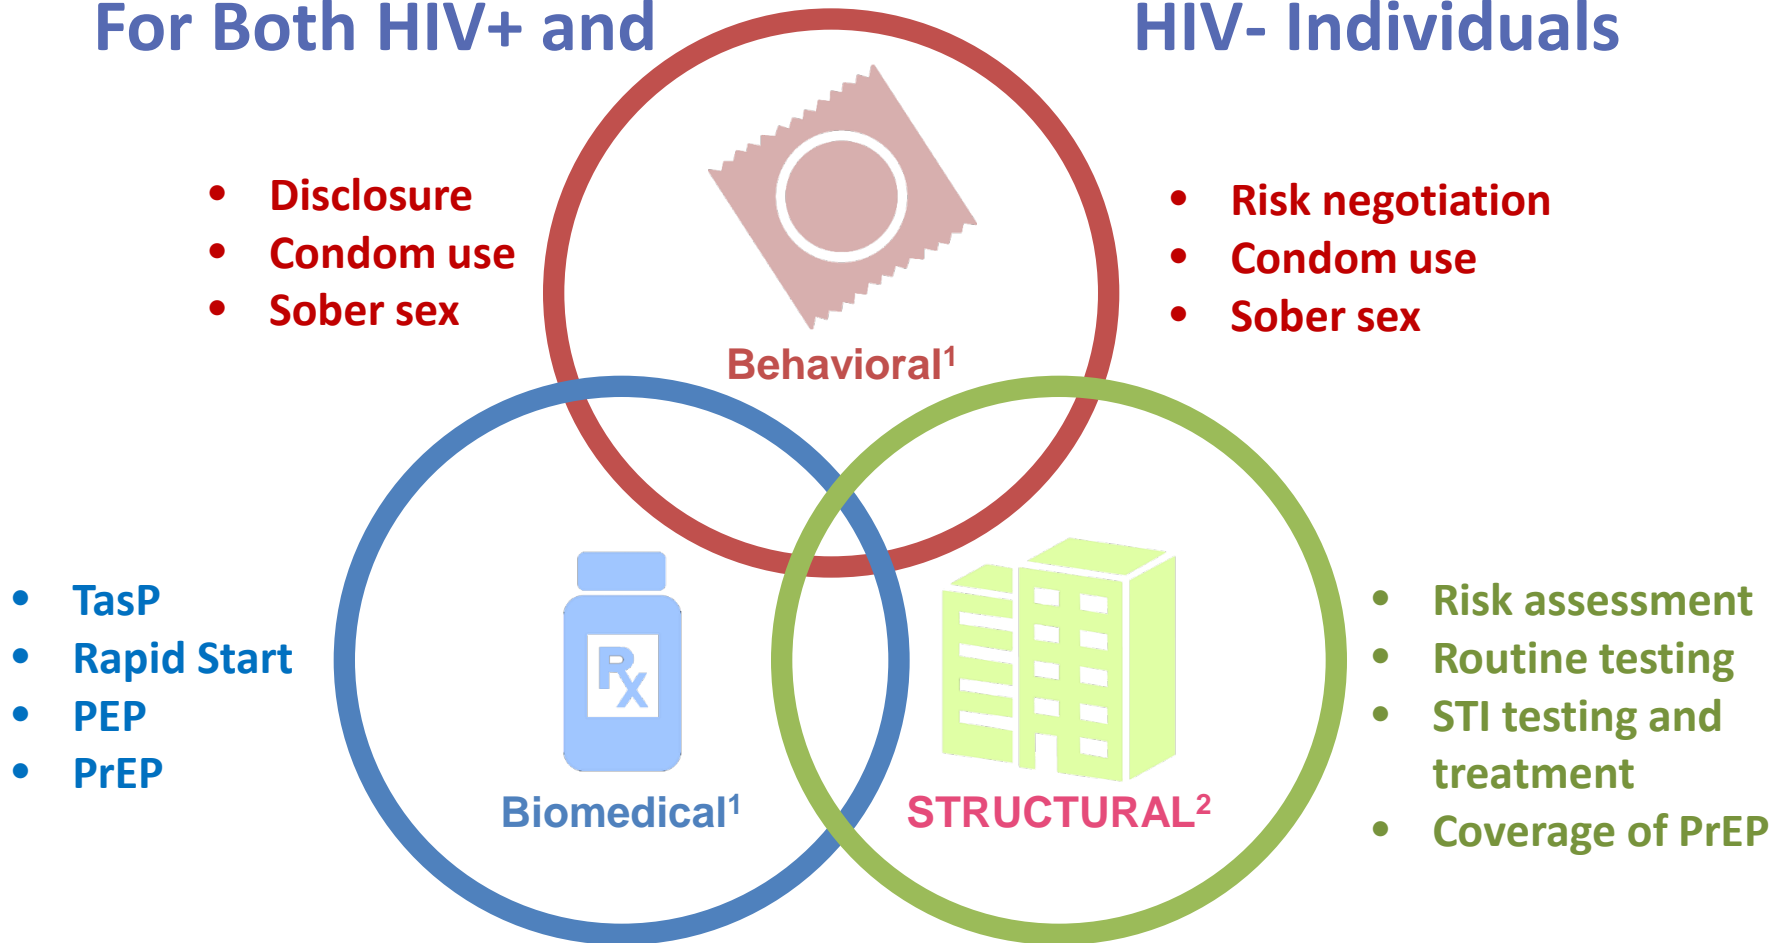 For Both HIV+ and HIV- Individuals
• Disclosure
• Condom use
• Sober sex
• Risk negotiation
• Condom use
• Sober sex
Behavioral¹
• TasP
• Rapid Start
• PEP
• PrEP
Rx
Biomedical¹
STRUCTURAL²
• Risk assessment
• Routine testing
• STI testing and
treatment
• Coverage of PrEP